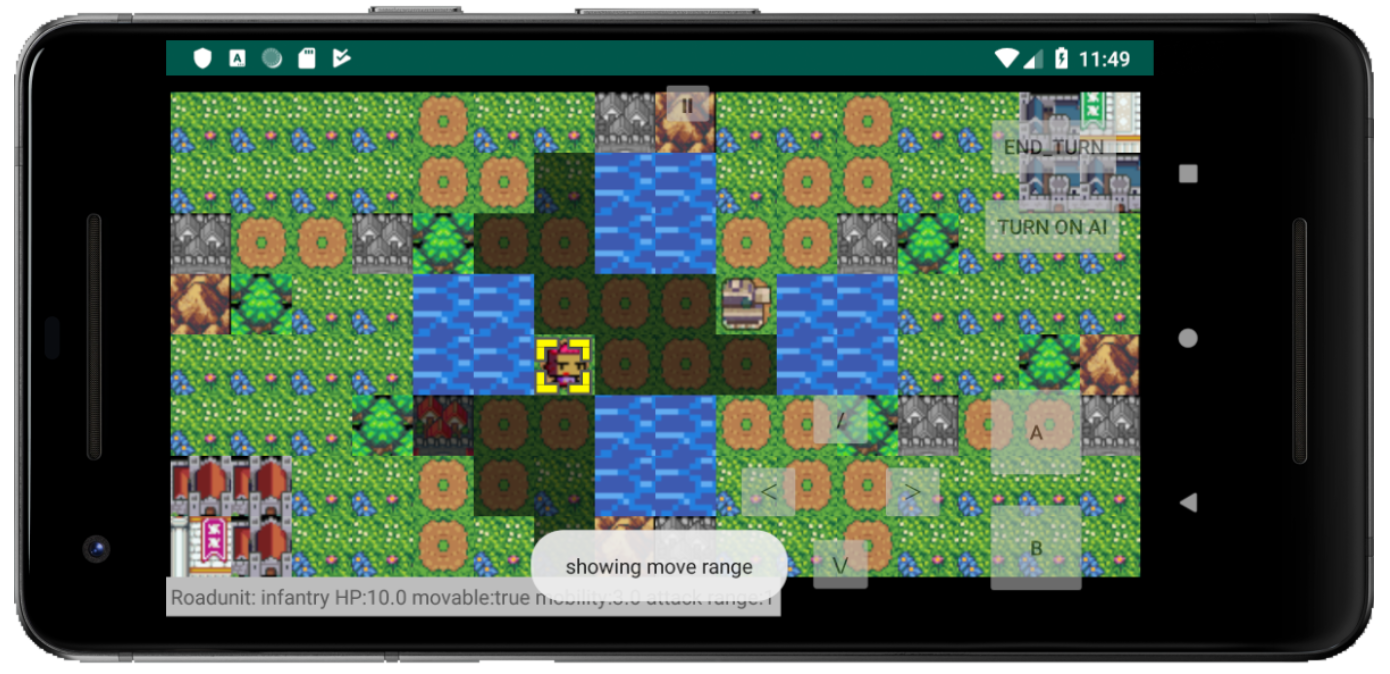 A
11:49
END_TURN
TURN ON AI
A
< >
B
V
showing move range
Roadunit: infantry HP:10.0 movable:true mobility:3.0 attack range:1